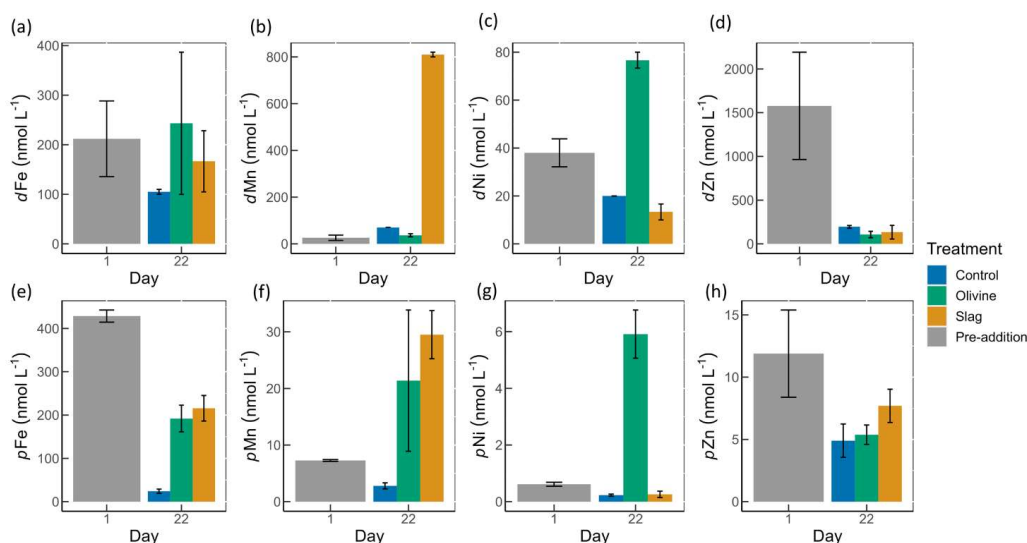 (a)
400
300
200
100
0
dFe (nmol L⁻¹)
1
22
Day
(b)
800
600
400
200
0
dMn (nmol L⁻¹)
1
22
Day
(c)
80
60
40
20
0
dNi (nmol L⁻¹)
1
22
Day
(d)
2000
1500
1000
500
0
dZn (nmol L⁻¹)
1
22
Day
Treatment
Control
Olivine
Slag
Pre-addition
(e)
400
300
200
100
0
pFe (nmol L⁻¹)
1
22
Day
(f)
30
20
10
0
pMn (nmol L⁻¹)
1
22
Day
(g)
6
4
2
0
pNi (nmol L⁻¹)
1
22
Day
(h)
15
10
5
0
pZn (nmol L⁻¹)
1
22
Day